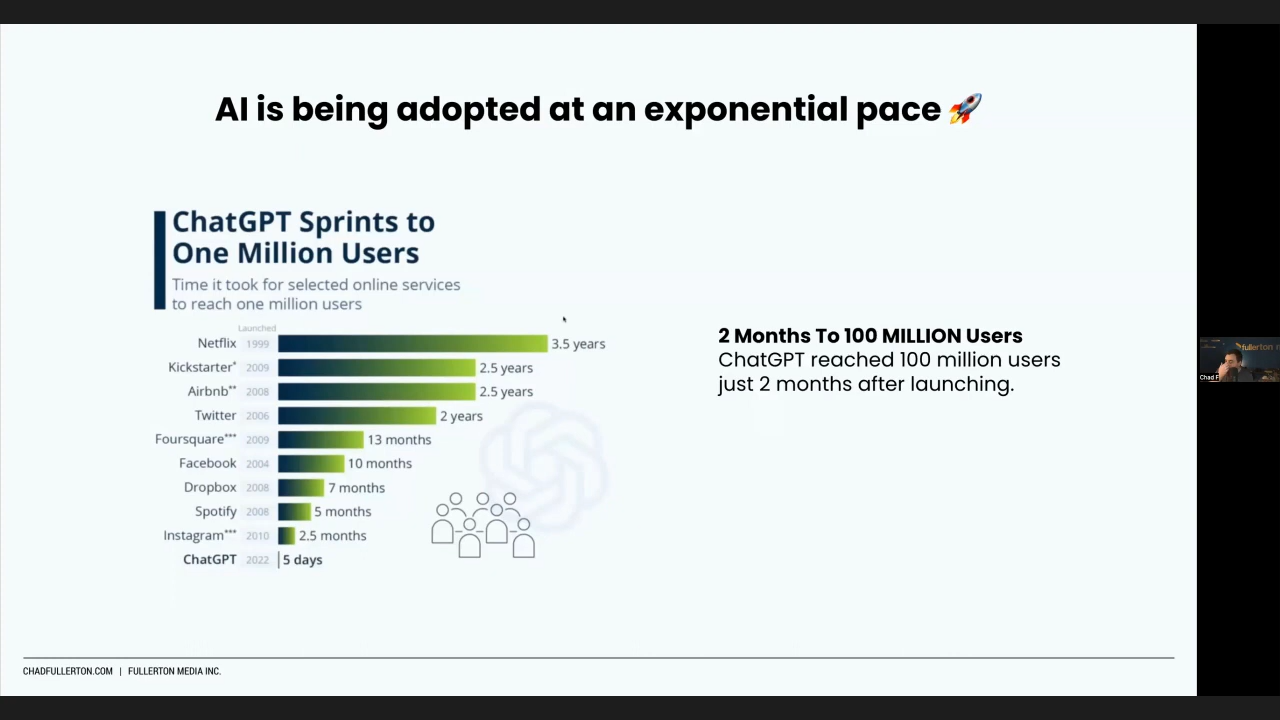 AI is being adopted at an exponential pace 🚀
ChatGPT Sprints to
One Million Users
Time it took for selected online services
to reach one million users
Launched
Netflix 1999 3.5 years
Kickstarter* 2009 2.5 years
Airbnb** 2008 2.5 years
Twitter 2006 2 years
Foursquare*** 2009 13 months
Facebook 2004 10 months
Dropbox 2008 7 months
Spotify 2008 5 months
Instagram*** 2010 2.5 months
ChatGPT 2022 5 days
2 Months To 100 MILLION Users
ChatGPT reached 100 million users
just 2 months after launching.
fullerton
Chad F
CHADFULLERTON.COM | FULLERTON MEDIA INC.